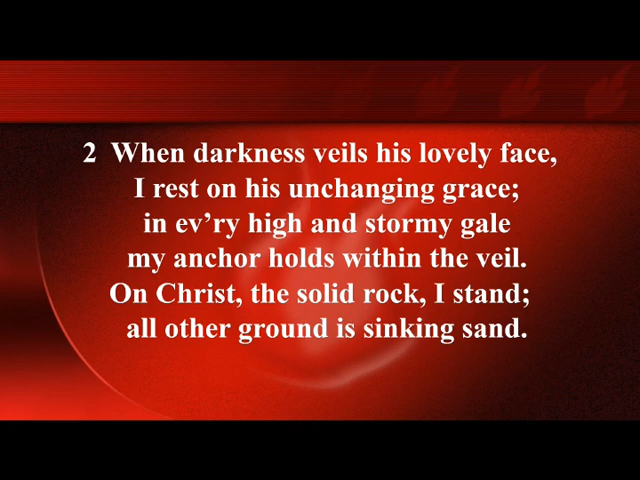 2 When darkness veils his lovely face,
I rest on his unchanging grace;
in ev’ry high and stormy gale
my anchor holds within the veil.
On Christ, the solid rock, I stand;
all other ground is sinking sand.